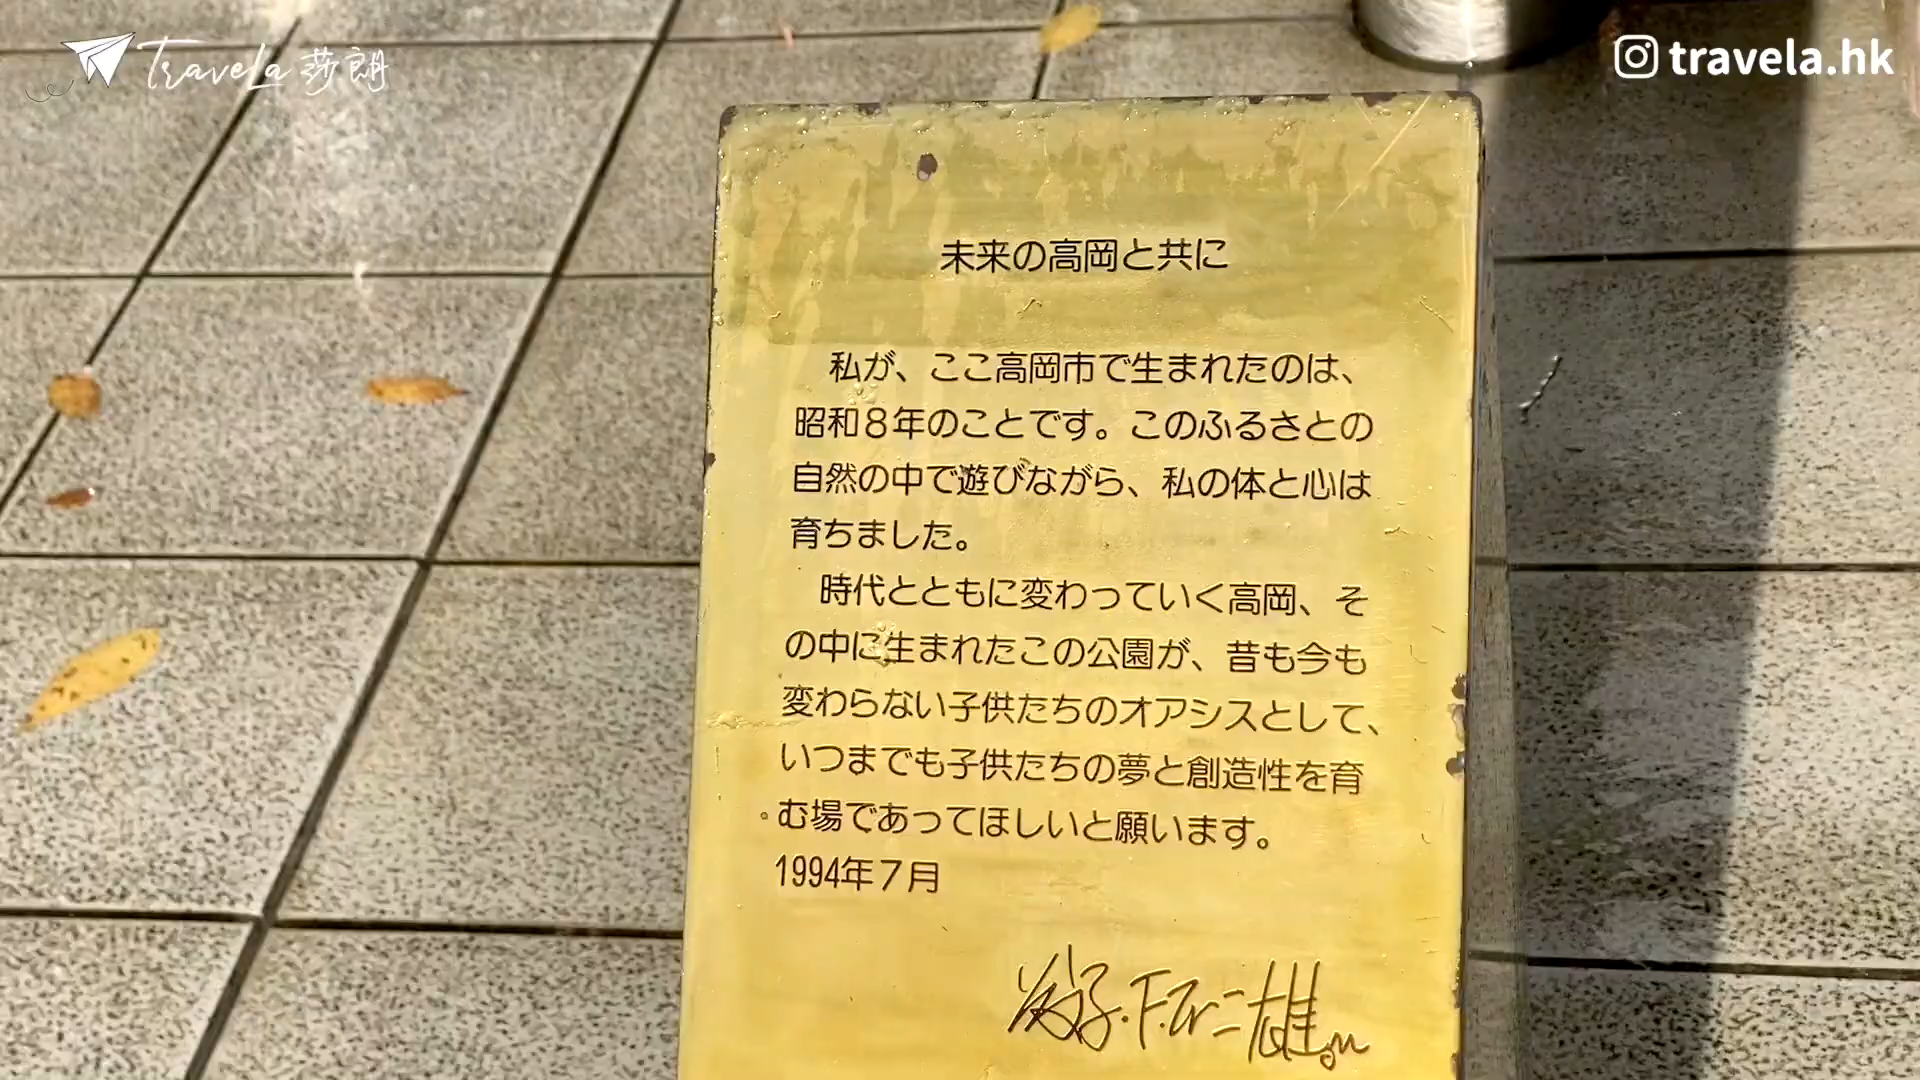 Travela 莎朗
travela.hk
未来の高岡と共に
私が、ここ高岡市で生まれたのは、
昭和8年のことです。このふるさとの
自然の中で遊びながら、私の体と心は
育ちました。
時代とともに変わっていく高岡、そ
の中に生まれたこの公園が、昔も今も
変わらない子供たちのオアシスとして、
いつまでも子供たちの夢と創造性を育
む場であってほしいと願います。
1994年7月